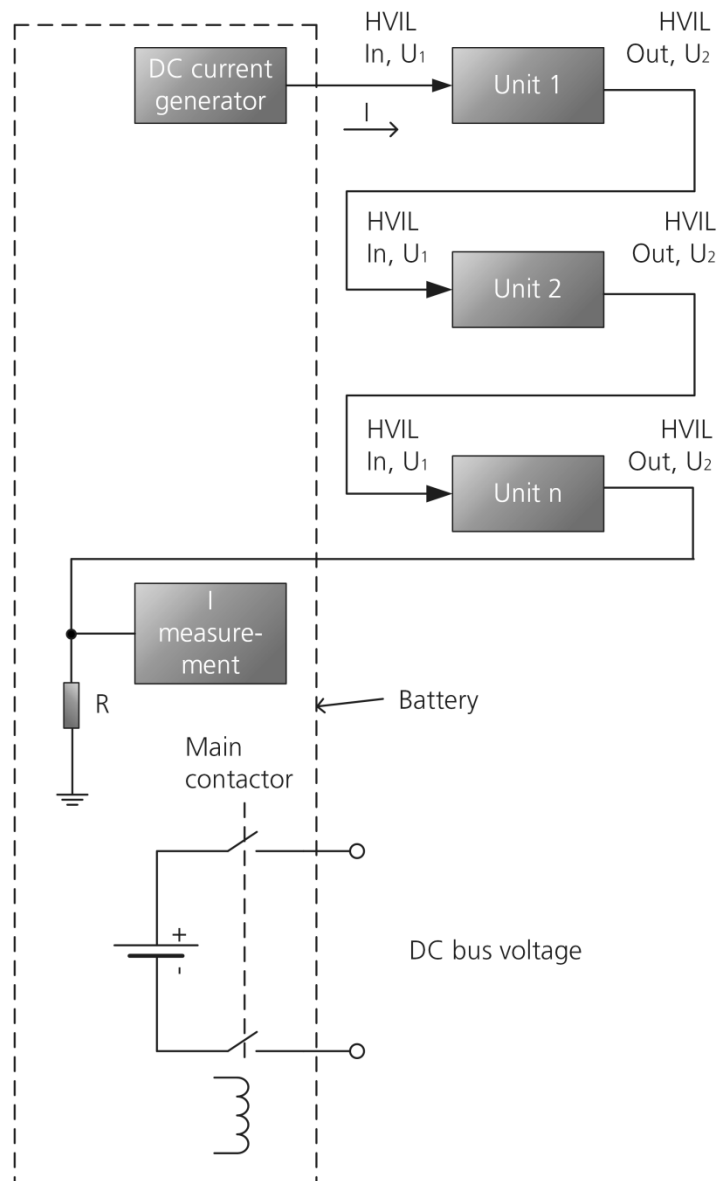 HVIL
In, U₁
HVIL
Out, U₂
DC current
generator
Unit 1
I
HVIL
In, U₁
HVIL
Out, U₂
Unit 2
HVIL
In, U₁
HVIL
Out, U₂
Unit n
I
measure-
ment
R
Battery
Main
contactor
+
-
DC bus voltage